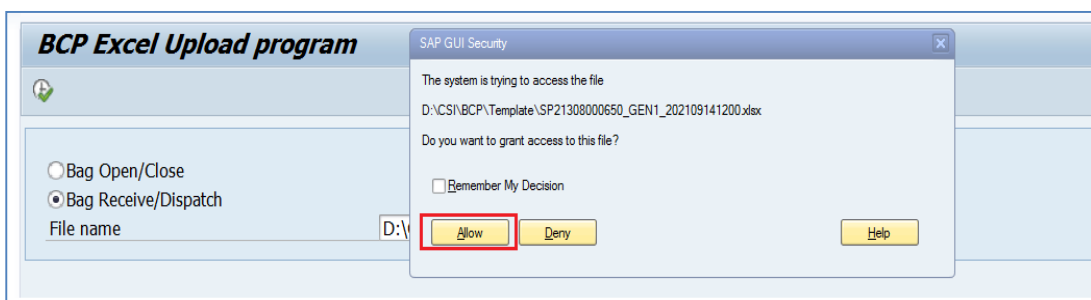 BCP Excel Upload program
SAP GUI Security
The system is trying to access the file
D:\CSI\BCP\Template\SP21308000650_GEN1_202109141200.xlsx
Do you want to grant access to this file?
Remember My Decision
Allow Deny Help
Bag Open/Close
Bag Receive/Dispatch
File name D:\